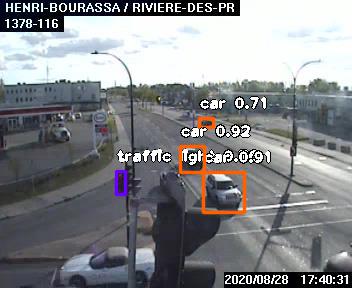 HENRI-BOURASSA / RIVIERE-DES-PR
1378-116
car 0.71
car 0.92
traffic
car 0.91
2020/08/28 17:40:31